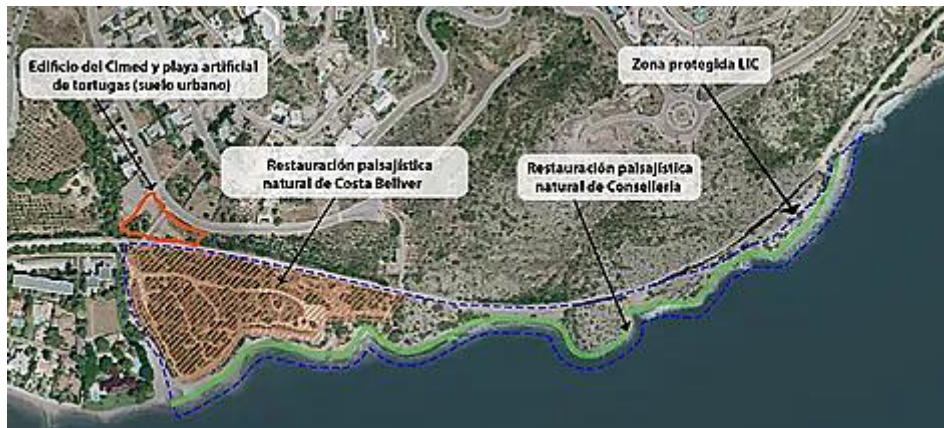 Edificio del Cimed y playa artificial
de tortugas (suelo urbano)
Zona protegida LIC
Restauración paisajística
natural de Costa Bellver
Restauración paisajística
natural de Conselleria